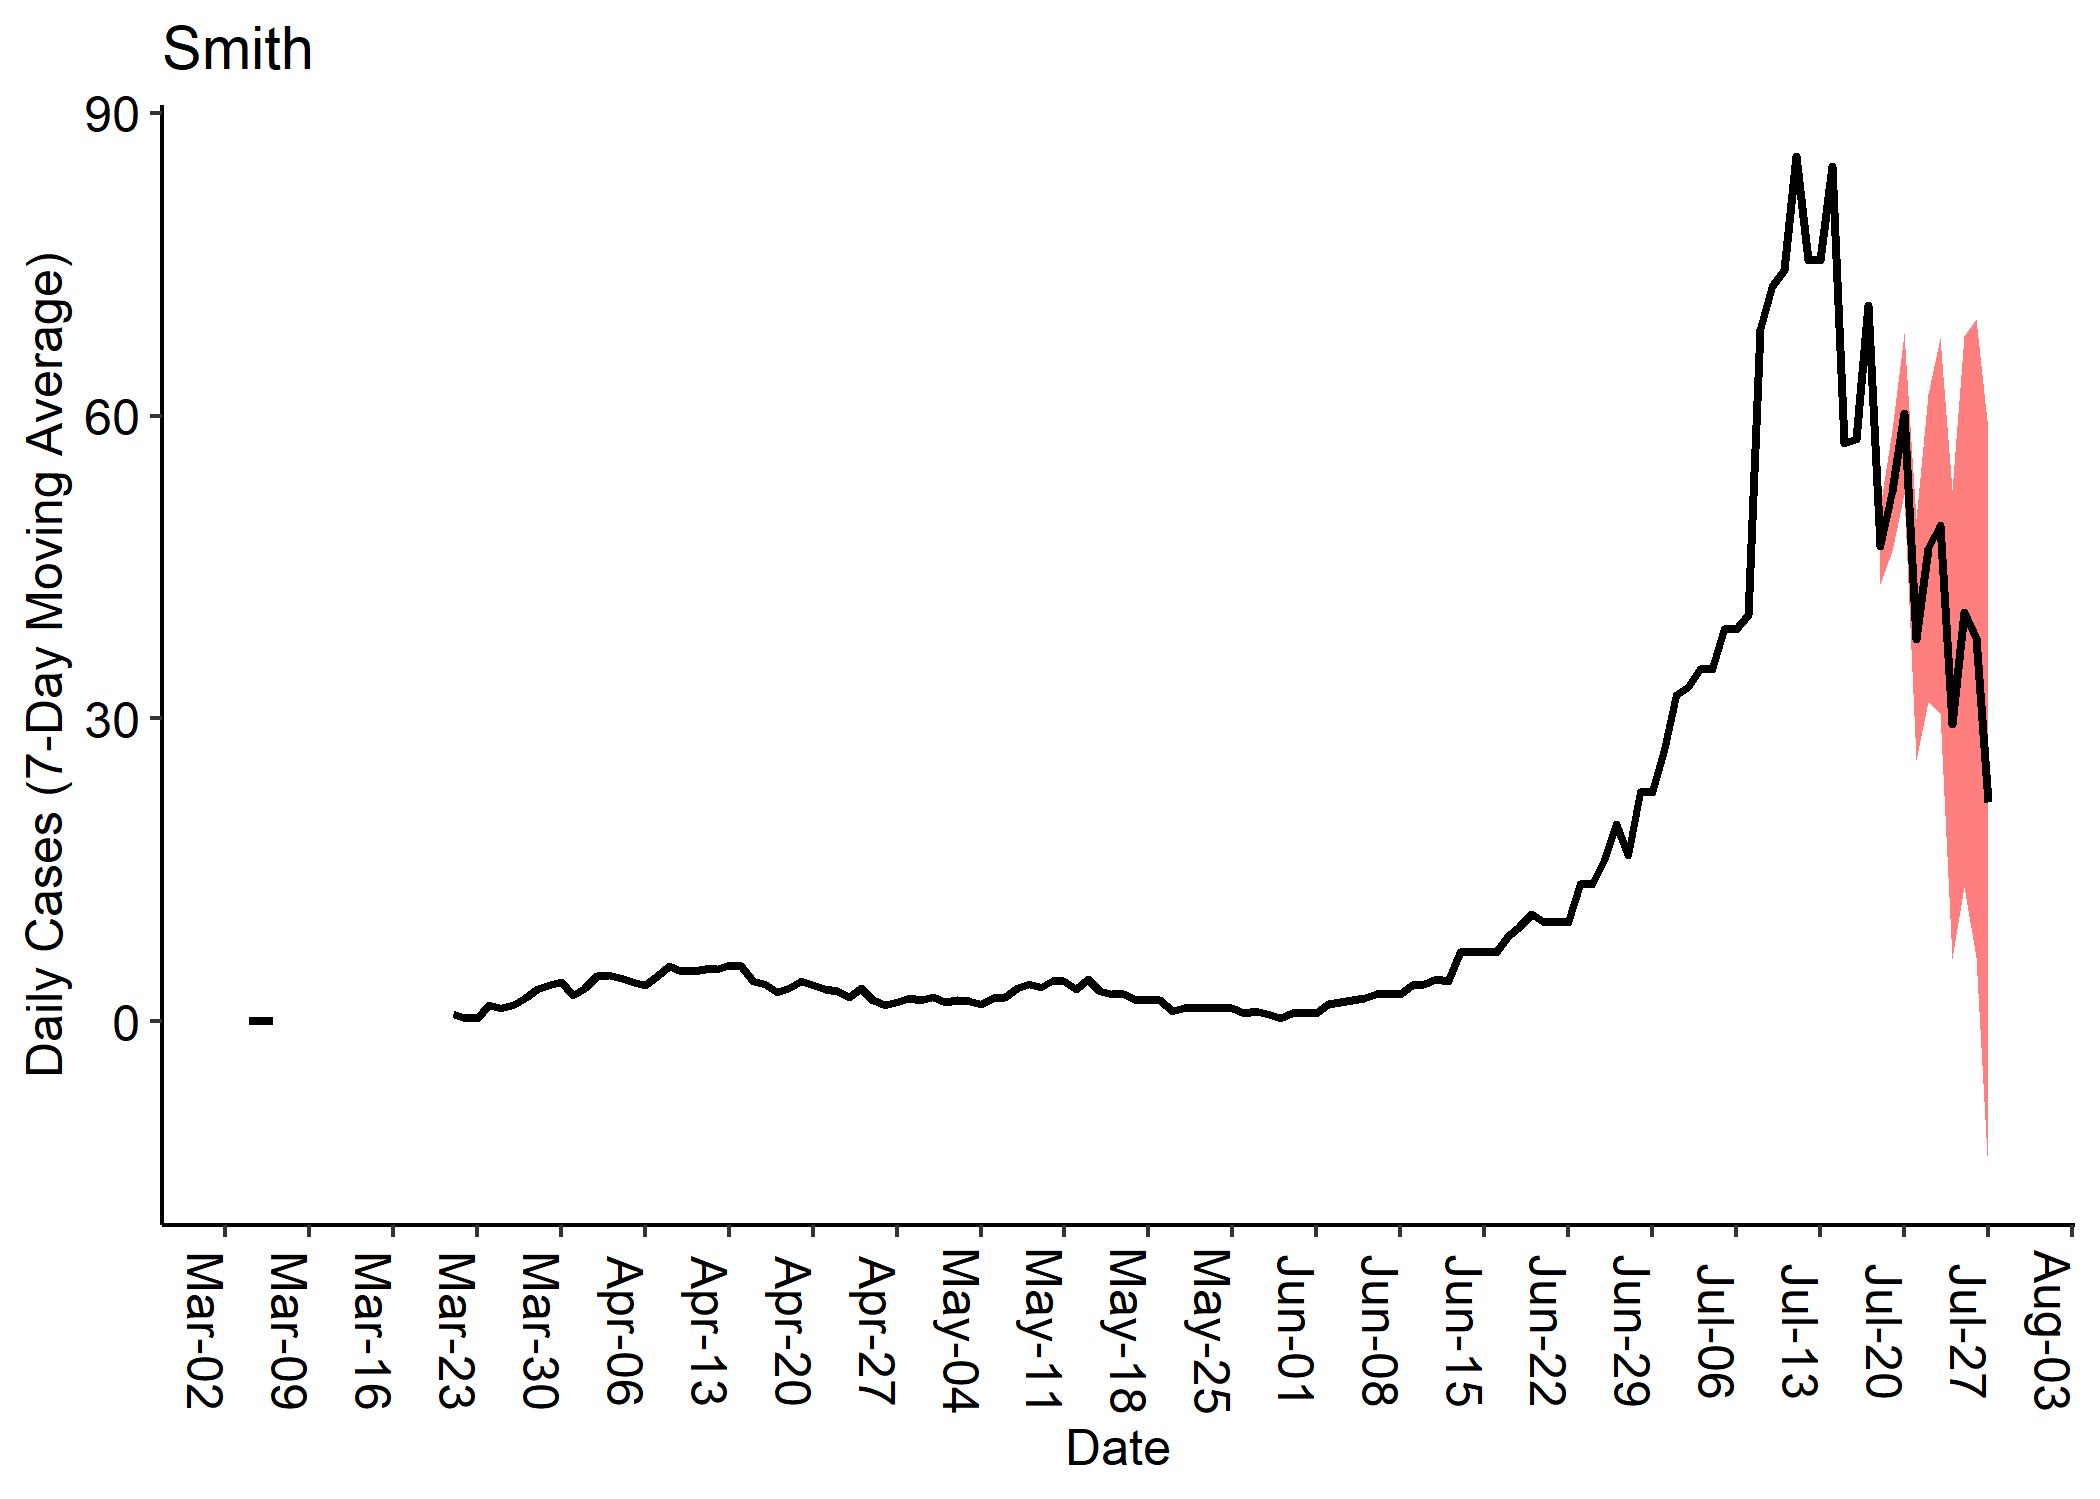 Smith
Daily Cases (7-Day Moving Average)
90
60
30
0
Mar-02
Mar-09
Mar-16
Mar-23
Mar-30
Apr-06
Apr-13
Apr-20
Apr-27
May-04
May-11
May-18
May-25
Jun-01
Jun-08
Jun-15
Jun-22
Jun-29
Jul-06
Jul-13
Jul-20
Jul-27
Aug-03
Date